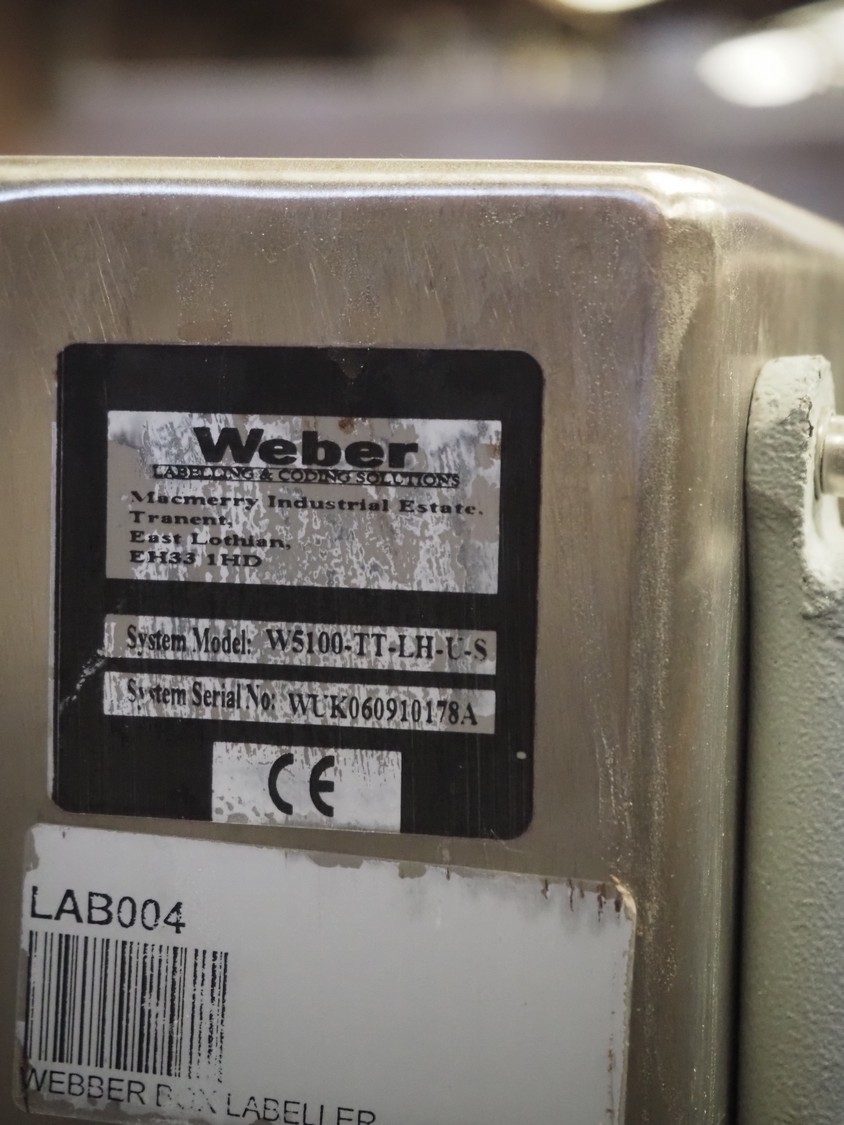 Weber
LABELLING & CODING SOLUTIONS
Macmerry Industrial Estate.
Tranent,
East Lothian,
EH33 1HD
System Model: W5100-TT-LH-U-S
System Serial No: WUK060910178A
CE
LAB004
WEBBER BOX LABELLER